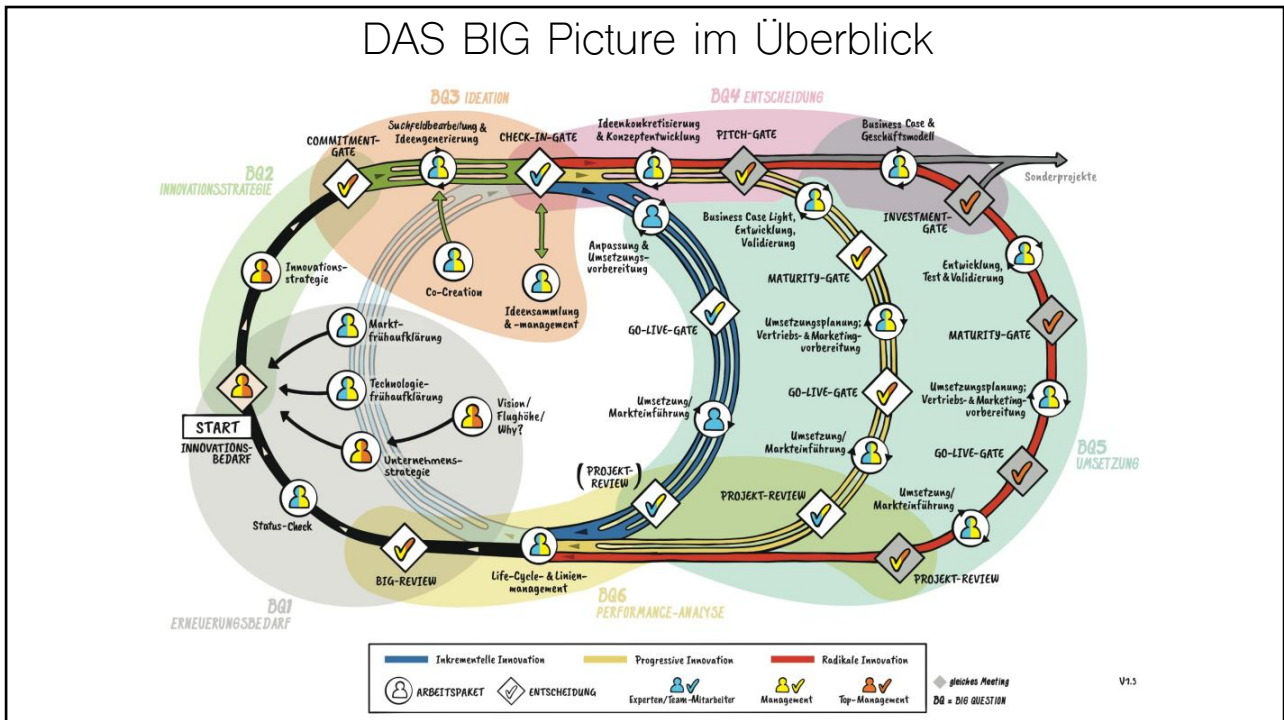 DAS BIG Picture im Überblick
BQ3 IDEATION
BQ4 ENTSCHEIDUNG
Suchfeldbearbeitung &
Ideengenerierung
COMMITMENT-
GATE
CHECK-IN-GATE
Ideenkonkretisierung
& Konzeptentwicklung
PITCH-GATE
Business Case &
Geschäftsmodell
Sonderprojekte
BQ2
INNOVATIONSSTRATEGIE
INVESTMENT-
GATE
Innovations-
strategie
Co-Creation
Ideensammlung
& -management
Anpassung &
Umsetzungs-
vorbereitung
Business Case Light,
Entwicklung,
Validierung
MATURITY-GATE
Entwicklung,
Test & Validierung
MATURITY-GATE
Markt-
frühaufklärung
GO-LIVE-GATE
Umsetzungsplanung;
Vertriebs- & Marketing-
vorbereitung
Technologie-
frühaufklärung
Vision/
Flughöhe/
Why?
START
INNOVATIONS-
BEDARF
Unternehmens-
strategie
Umsetzung/
Markteinführung
GO-LIVE-GATE
Umsetzungsplanung;
Vertriebs- & Marketing-
vorbereitung
Umsetzung/
Markteinführung
GO-LIVE-GATE
BQ5
UMSETZUNG
(PROJEKT-
REVIEW)
PROJEKT-REVIEW
Umsetzung/
Markteinführung
Status-Check
BIG-REVIEW
Life-Cycle- & Linien-
management
PROJEKT-REVIEW
BQ1
ERNEUERUNGSBEDARF
BQ6
PERFORMANCE-ANALYSE
Inkrementelle Innovation
Progressive Innovation
Radikale Innovation
ARBEITSPAKET
ENTSCHEIDUNG
Experten/Team-Mitarbeiter
Management
Top-Management
gleiches Meeting
BQ = BIG QUESTION
V1.3